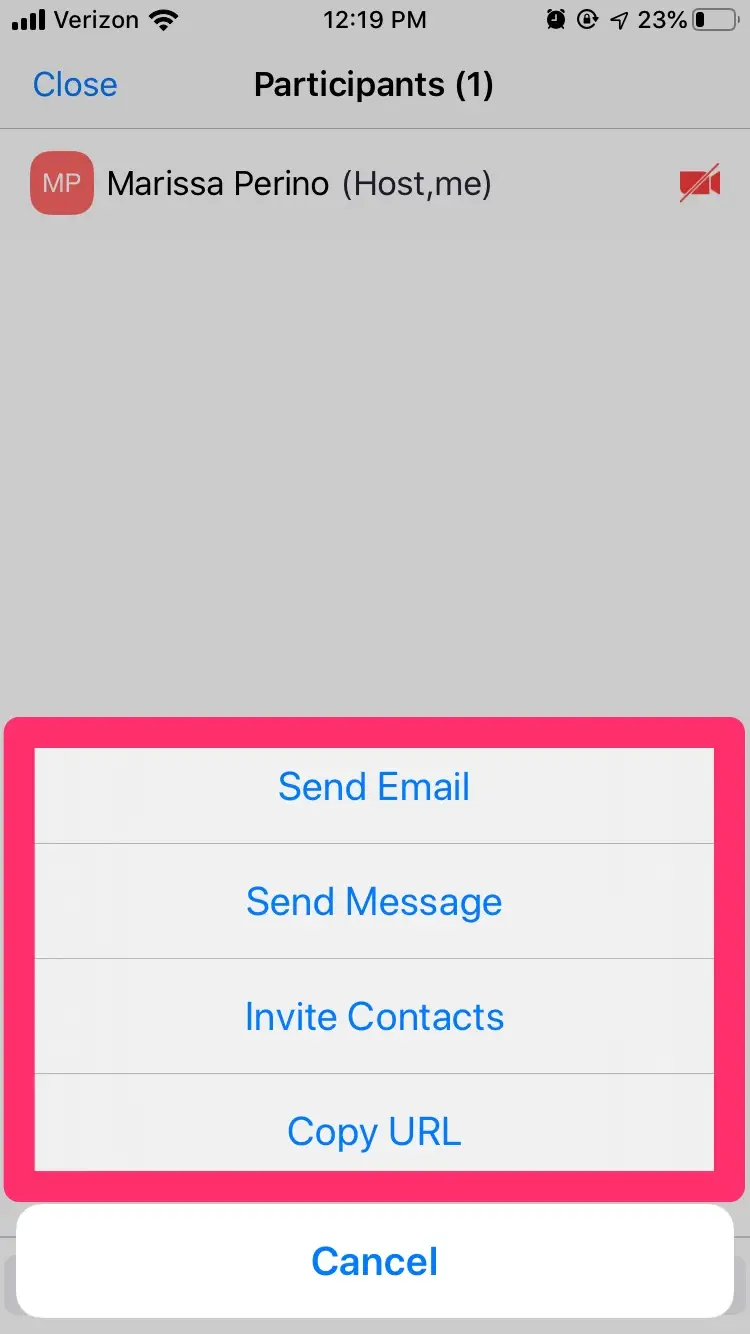 Verizon 12:19 PM 23%
Close Participants (1)
MP Marissa Perino (Host,me)
Send Email
Send Message
Invite Contacts
Copy URL
Cancel